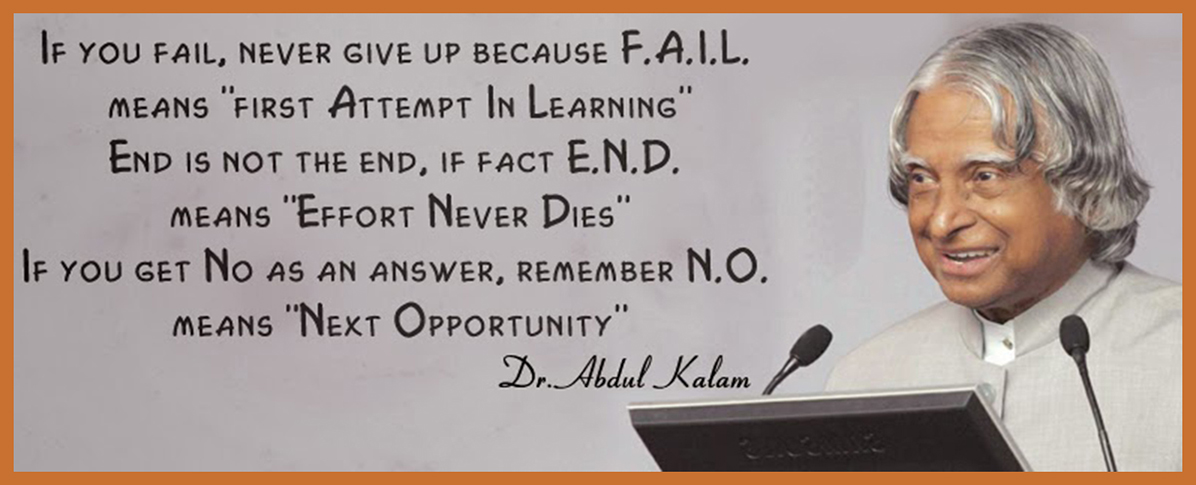 If you fail, never give up because F.A.I.L.
means "first Attempt In Learning"
End is not the end, if fact E.N.D.
means "Effort Never Dies"
If you get No as an answer, remember N.O.
means "Next Opportunity"
Dr. Abdul Kalam